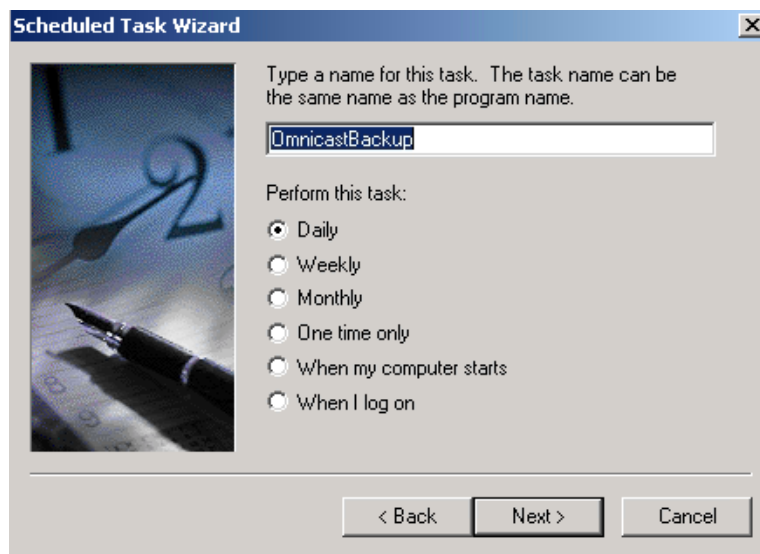 Scheduled Task Wizard
Type a name for this task. The task name can be
the same name as the program name.
OmnicastBackup
Perform this task:
Daily
Weekly
Monthly
One time only
When my computer starts
When I log on
< Back
Next >
Cancel